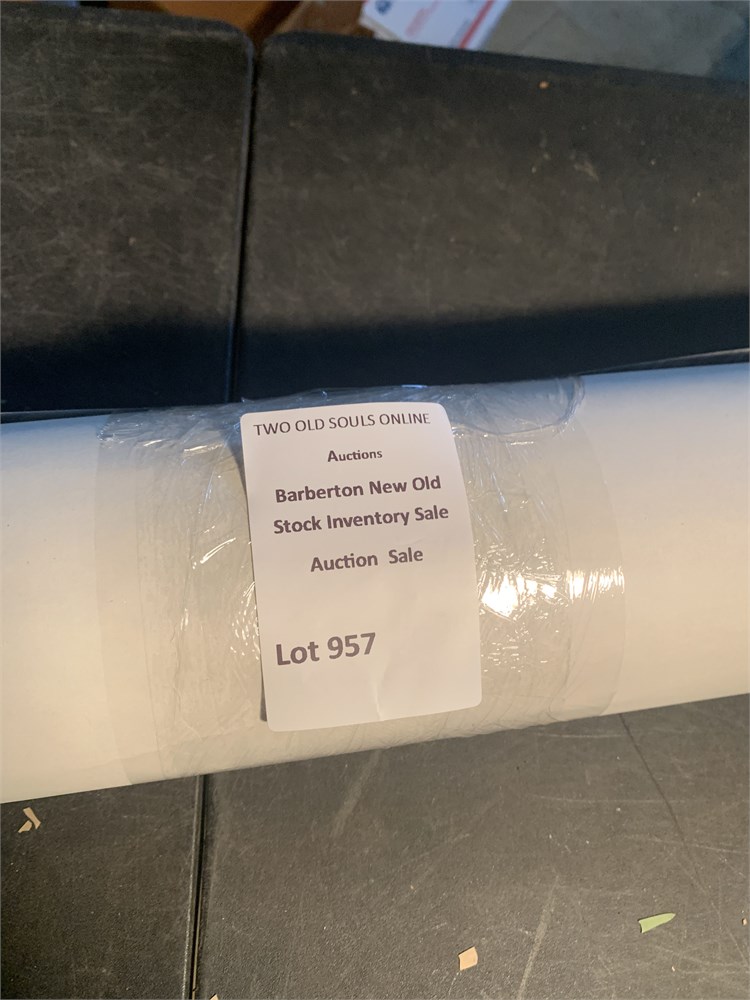 TWO OLD SOULS ONLINE
Auctions
Barberton New Old
Stock Inventory Sale
Auction Sale
Lot 957